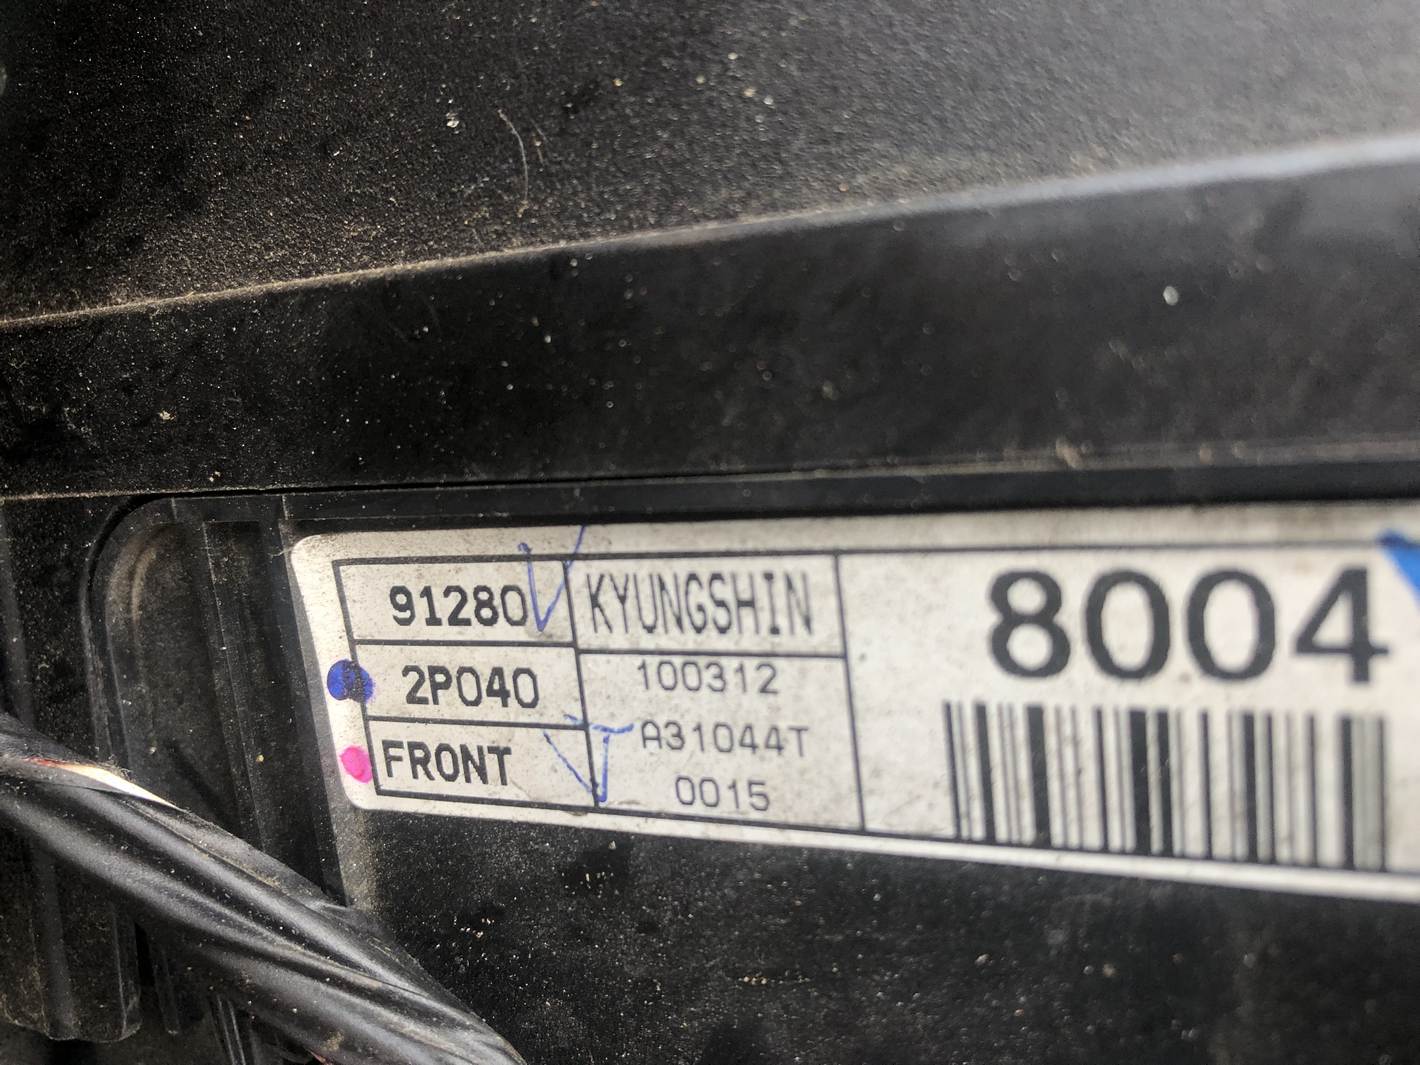 91280
KYUNGSHIN
8004
2P040
100312
FRONT
A31044T
0015